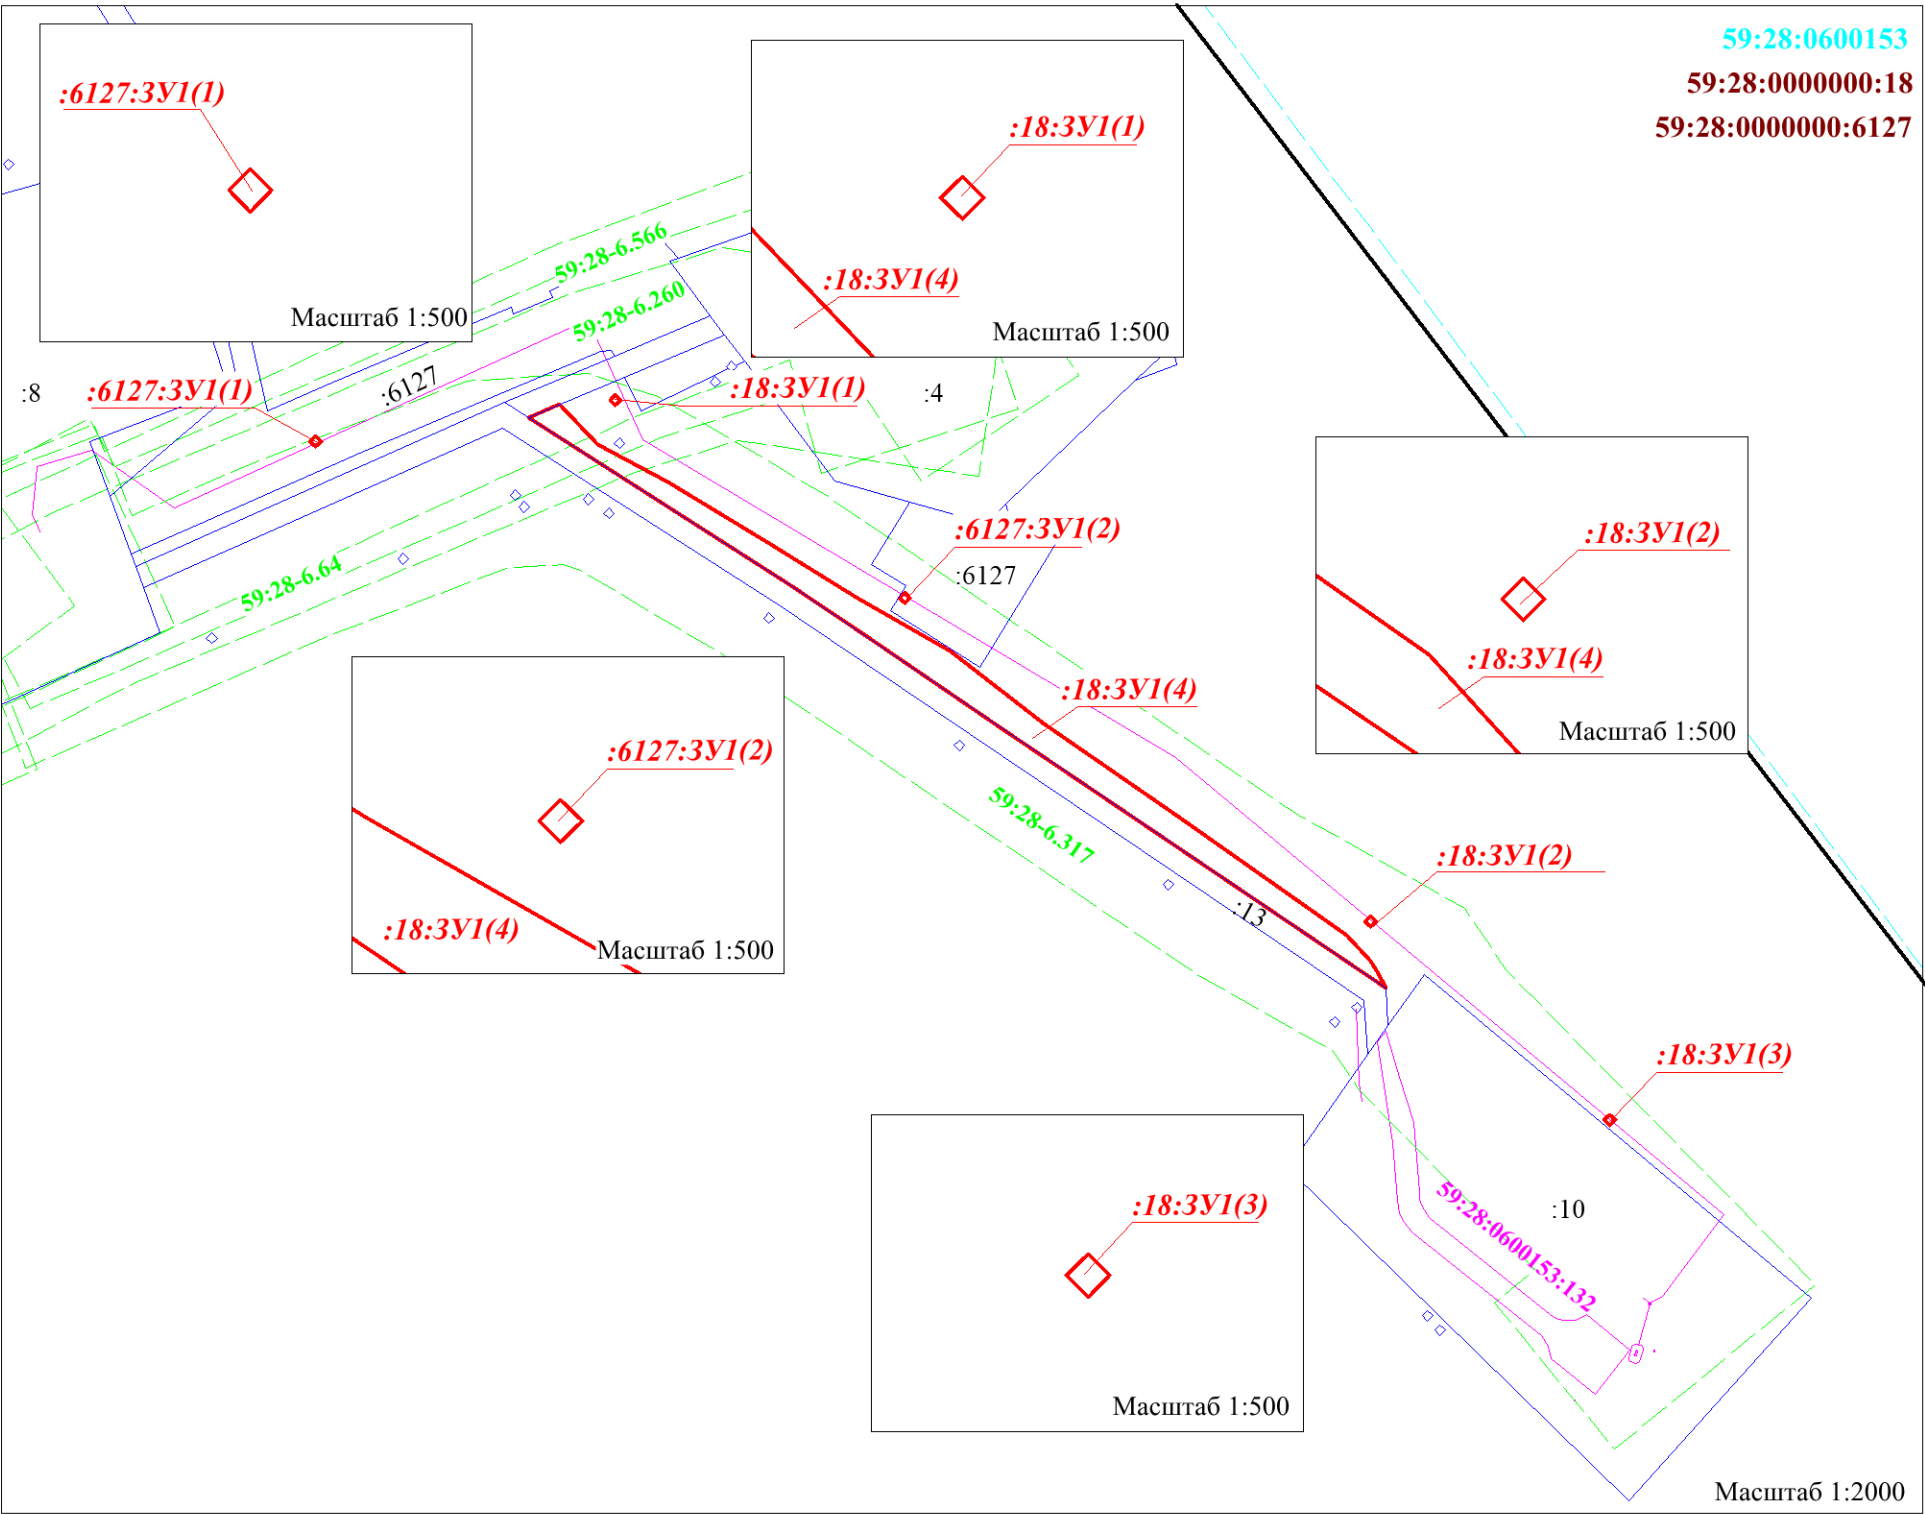 59:28:0600153
59:28:0000000:18
59:28:0000000:6127
:6127:ЗУ1(1)
Масштаб 1:500
:18:ЗУ1(1)
:18:ЗУ1(4)
Масштаб 1:500
59:28-6.566
59:28-6.260
:8
:6127:ЗУ1(1)
:6127
:18:ЗУ1(1)
:4
:6127:ЗУ1(2)
:6127
59:28-6.64
:18:ЗУ1(2)
:18:ЗУ1(4)
Масштаб 1:500
:18:ЗУ1(4)
:6127:ЗУ1(2)
:18:ЗУ1(4)
Масштаб 1:500
59:28-6.317
:18:ЗУ1(2)
:13
:18:ЗУ1(3)
:18:ЗУ1(3)
Масштаб 1:500
59:28:0600153:132
:10
Масштаб 1:2000